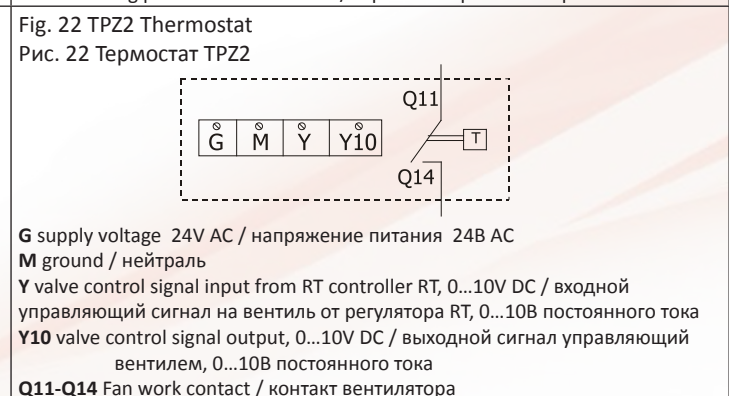 Fig. 22 TPZ2 Thermostat
Рис. 22 Термостат TPZ2
Q11
G M Y Y10
T
Q14
G supply voltage 24V AC / напряжение питания 24В AC
M ground / нейтраль
Y valve control signal input from RT controller RT, 0...10V DC / входной
управляющий сигнал на вентиль от регулятора RT, 0...10В постоянного тока
Y10 valve control signal output, 0...10V DC / выходной сигнал управляющий
вентилем, 0...10В постоянного тока
Q11-Q14 Fan work contact / контакт вентилятора